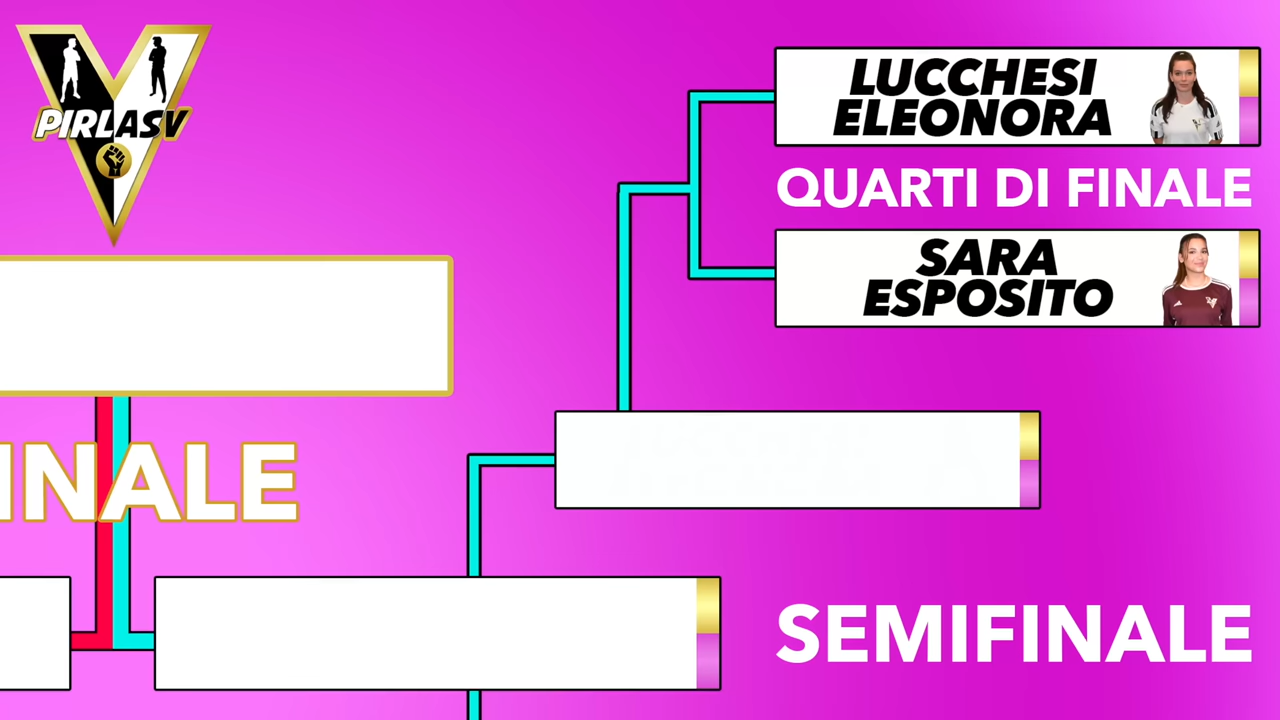 PIRLASV
LUCCHESI
ELEONORA
QUARTI DI FINALE
SARA
ESPOSITO
INALE
SEMIFINALE